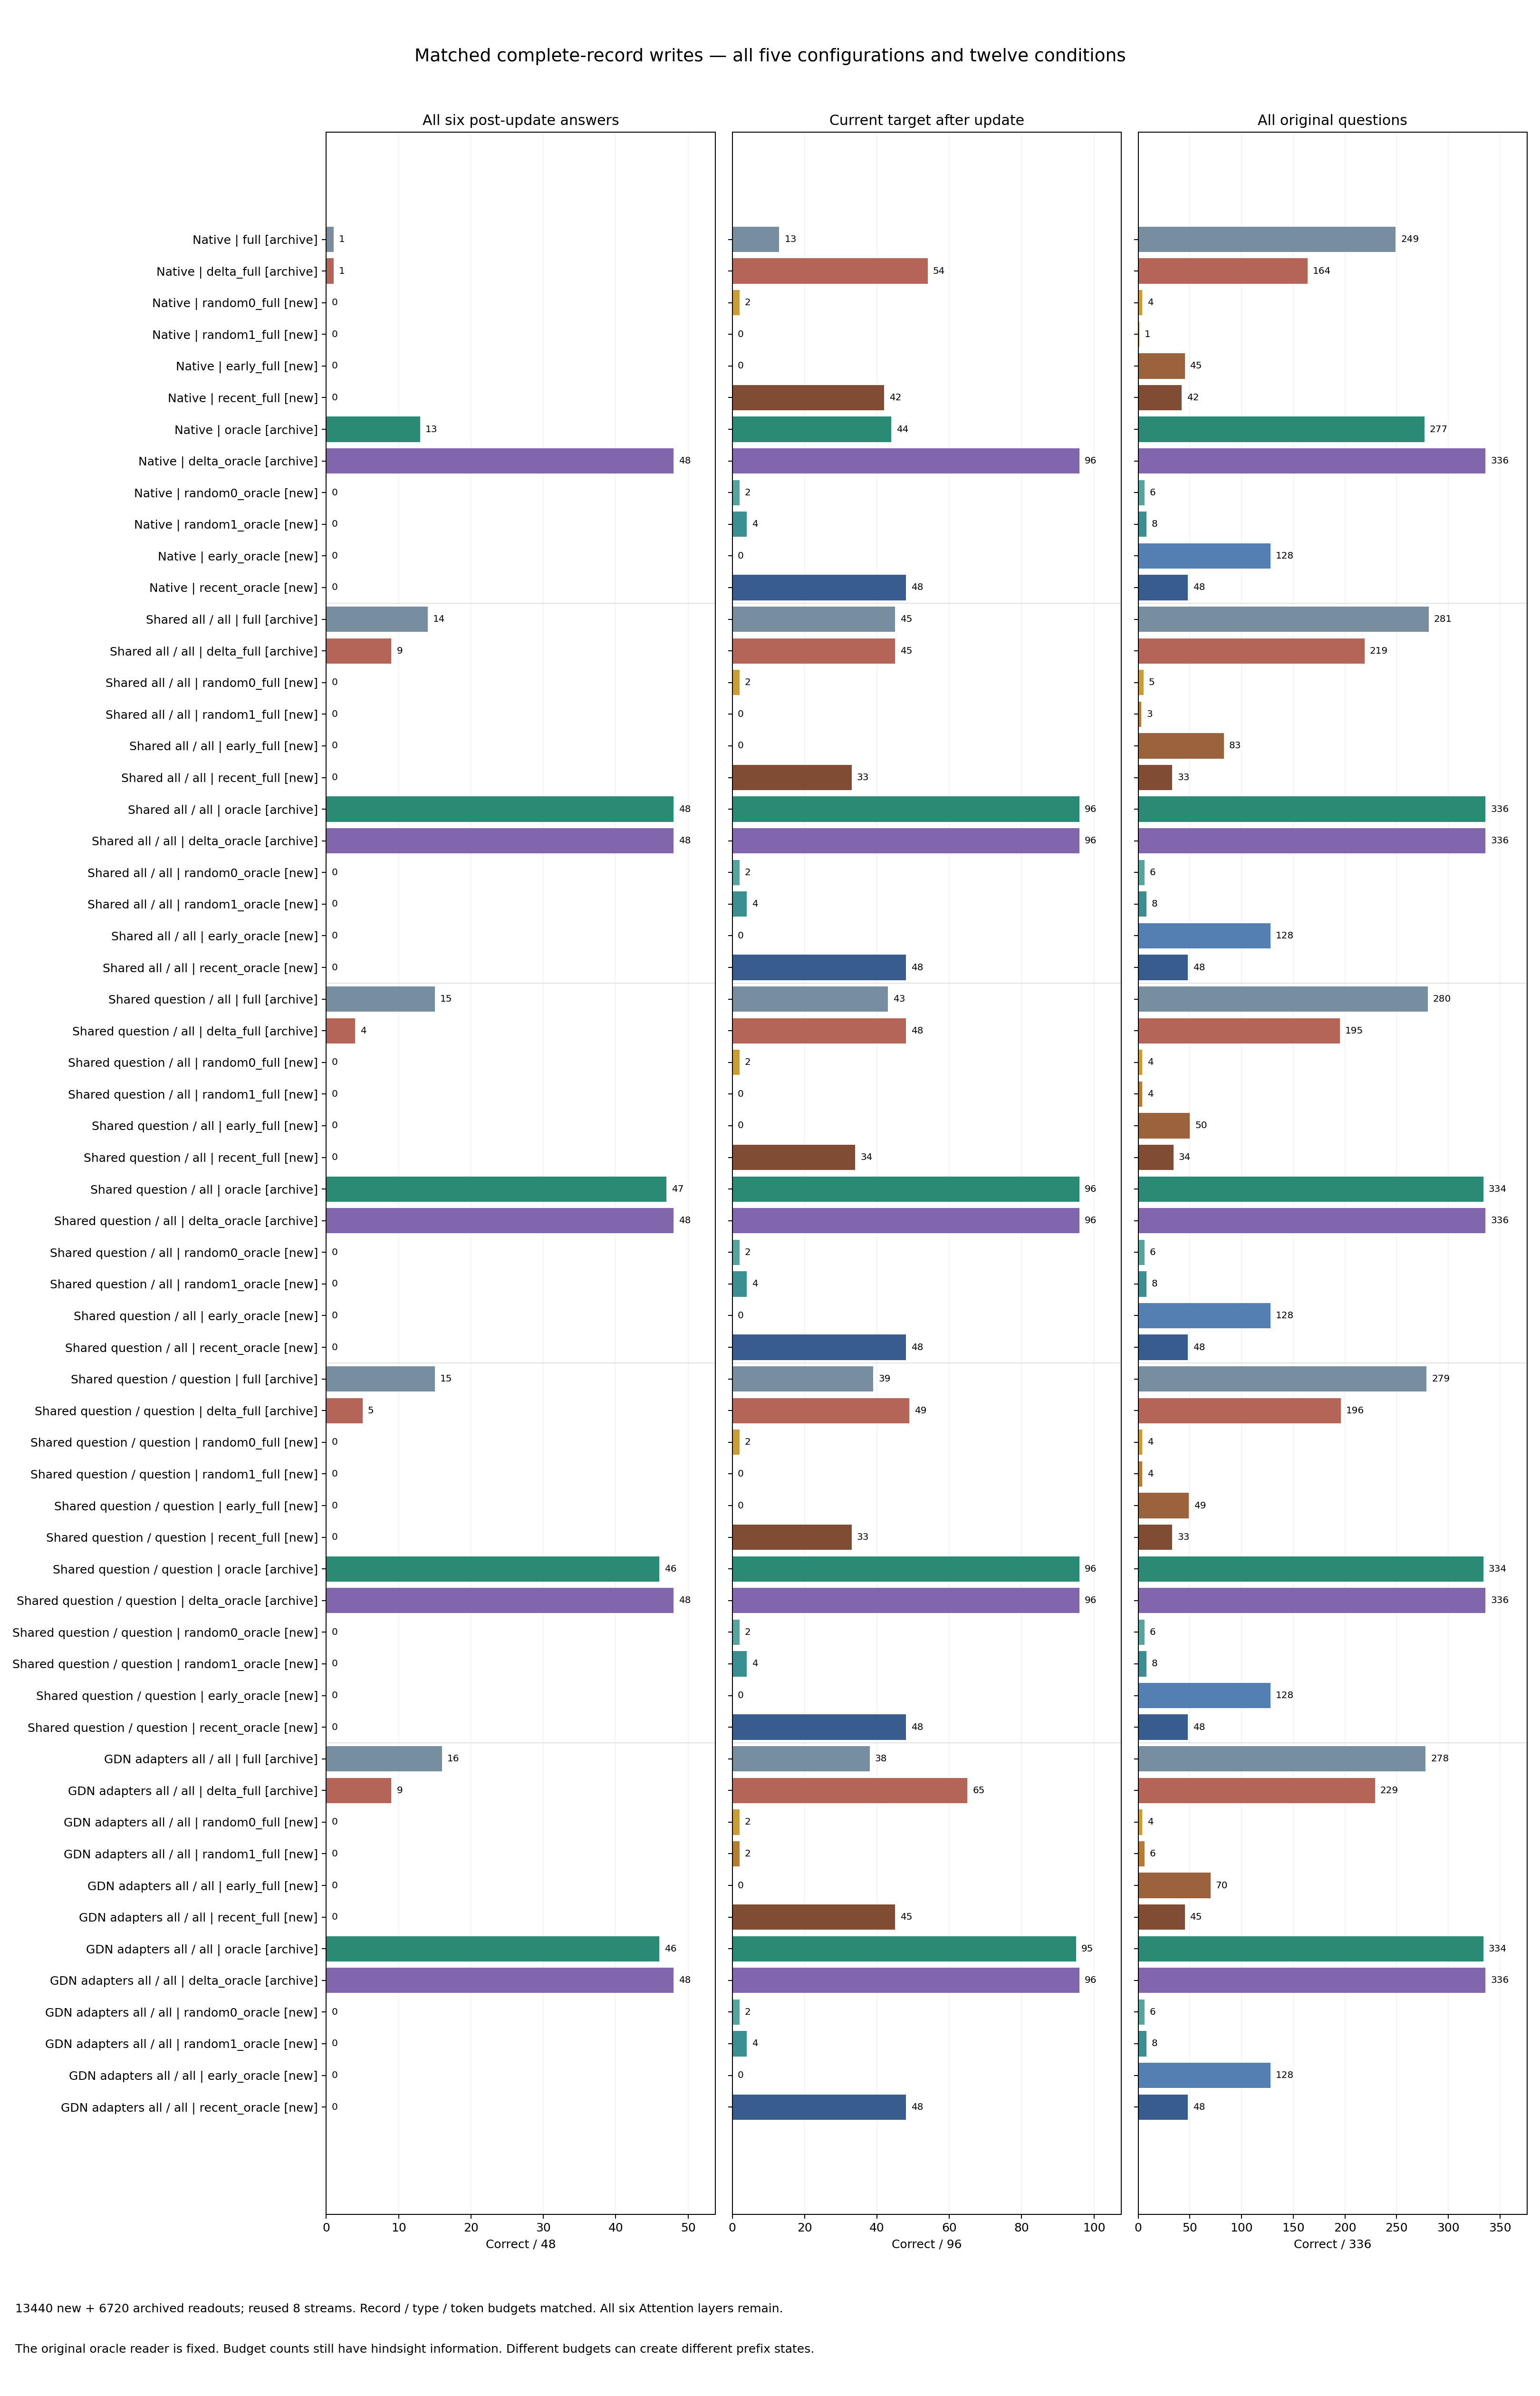 Matched complete-record writes — all five configurations and twelve conditions
All six post-update answers
Current target after update
All original questions
Native | full [archive] 1 13 249
Native | delta_full [archive] 1 54 164
Native | random0_full [new] 0 2 4
Native | random1_full [new] 0 0 1
Native | early_full [new] 0 0 45
Native | recent_full [new] 0 42 42
Native | oracle [archive] 13 44 277
Native | delta_oracle [archive] 48 96 336
Native | random0_oracle [new] 0 2 6
Native | random1_oracle [new] 0 4 8
Native | early_oracle [new] 0 0 128
Native | recent_oracle [new] 0 48 48
Shared all / all | full [archive] 14 45 281
Shared all / all | delta_full [archive] 9 45 219
Shared all / all | random0_full [new] 0 2 5
Shared all / all | random1_full [new] 0 0 3
Shared all / all | early_full [new] 0 0 83
Shared all / all | recent_full [new] 0 33 33
Shared all / all | oracle [archive] 48 96 336
Shared all / all | delta_oracle [archive] 48 96 336
Shared all / all | random0_oracle [new] 0 2 6
Shared all / all | random1_oracle [new] 0 4 8
Shared all / all | early_oracle [new] 0 0 128
Shared all / all | recent_oracle [new] 0 48 48
Shared question / all | full [archive] 15 43 280
Shared question / all | delta_full [archive] 4 48 195
Shared question / all | random0_full [new] 0 2 4
Shared question / all | random1_full [new] 0 0 4
Shared question / all | early_full [new] 0 0 50
Shared question / all | recent_full [new] 0 34 34
Shared question / all | oracle [archive] 47 96 334
Shared question / all | delta_oracle [archive] 48 96 336
Shared question / all | random0_oracle [new] 0 2 6
Shared question / all | random1_oracle [new] 0 4 8
Shared question / all | early_oracle [new] 0 0 128
Shared question / all | recent_oracle [new] 0 48 48
Shared question / question | full [archive] 15 39 279
Shared question / question | delta_full [archive] 5 49 196
Shared question / question | random0_full [new] 0 2 4
Shared question / question | random1_full [new] 0 0 4
Shared question / question | early_full [new] 0 0 49
Shared question / question | recent_full [new] 0 33 33
Shared question / question | oracle [archive] 46 96 334
Shared question / question | delta_oracle [archive] 48 96 336
Shared question / question | random0_oracle [new] 0 2 6
Shared question / question | random1_oracle [new] 0 4 8
Shared question / question | early_oracle [new] 0 0 128
Shared question / question | recent_oracle [new] 0 48 48
GDN adapters all / all | full [archive] 16 38 278
GDN adapters all / all | delta_full [archive] 9 65 229
GDN adapters all / all | random0_full [new] 0 2 4
GDN adapters all / all | random1_full [new] 0 2 6
GDN adapters all / all | early_full [new] 0 0 70
GDN adapters all / all | recent_full [new] 0 45 45
GDN adapters all / all | oracle [archive] 46 95 334
GDN adapters all / all | delta_oracle [archive] 48 96 336
GDN adapters all / all | random0_oracle [new] 0 2 6
GDN adapters all / all | random1_oracle [new] 0 4 8
GDN adapters all / all | early_oracle [new] 0 0 128
GDN adapters all / all | recent_oracle [new] 0 48 48
0 10 20 30 40 50
0 20 40 60 80 100
0 50 100 150 200 250 300 350
Correct / 48
Correct / 96
Correct / 336
13440 new + 6720 archived readouts; reused 8 streams. Record / type / token budgets matched. All six Attention layers remain.
The original oracle reader is fixed. Budget counts still have hindsight information. Different budgets can create different prefix states.